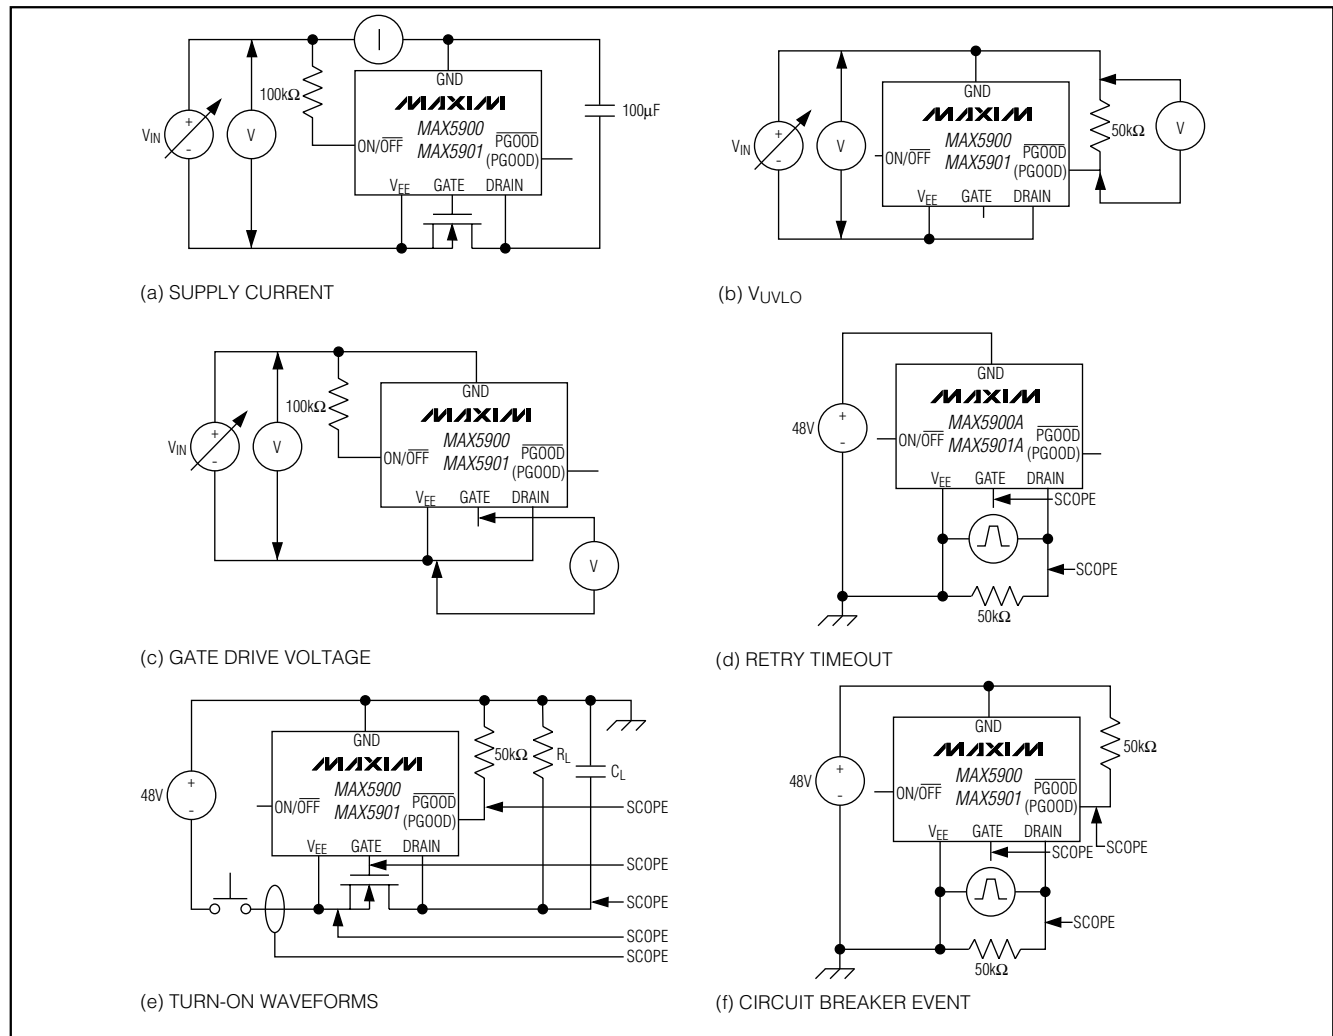 I
GND
100kΩ
MAXIM
100µF
VIN
+
-
V
MAX5900
MAX5901
ON/OFF
PGOOD
(PGOOD)
VEE GATE DRAIN
(a) SUPPLY CURRENT
GND
MAXIM
VIN
+
-
V
MAX5900
MAX5901
50kΩ
V
ON/OFF
PGOOD
(PGOOD)
VEE GATE DRAIN
(b) VUVLO
GND
100kΩ
MAXIM
VIN
+
-
V
MAX5900
MAX5901
ON/OFF
PGOOD
(PGOOD)
VEE GATE DRAIN
V
(c) GATE DRIVE VOLTAGE
GND
MAXIM
48V
+
-
MAX5900A
MAX5901A
ON/OFF
PGOOD
(PGOOD)
VEE GATE DRAIN
SCOPE
SCOPE
50kΩ
(d) RETRY TIMEOUT
GND
MAXIM
50kΩ
RL
CL
48V
+
-
MAX5900
MAX5901
ON/OFF
PGOOD
(PGOOD)
SCOPE
VEE GATE DRAIN
SCOPE
SCOPE
SCOPE
SCOPE
(e) TURN-ON WAVEFORMS
GND
MAXIM
50kΩ
48V
+
-
MAX5900
MAX5901
ON/OFF
PGOOD
(PGOOD)
VEE GATE DRAIN
SCOPE
SCOPE
SCOPE
50kΩ
(f) CIRCUIT BREAKER EVENT